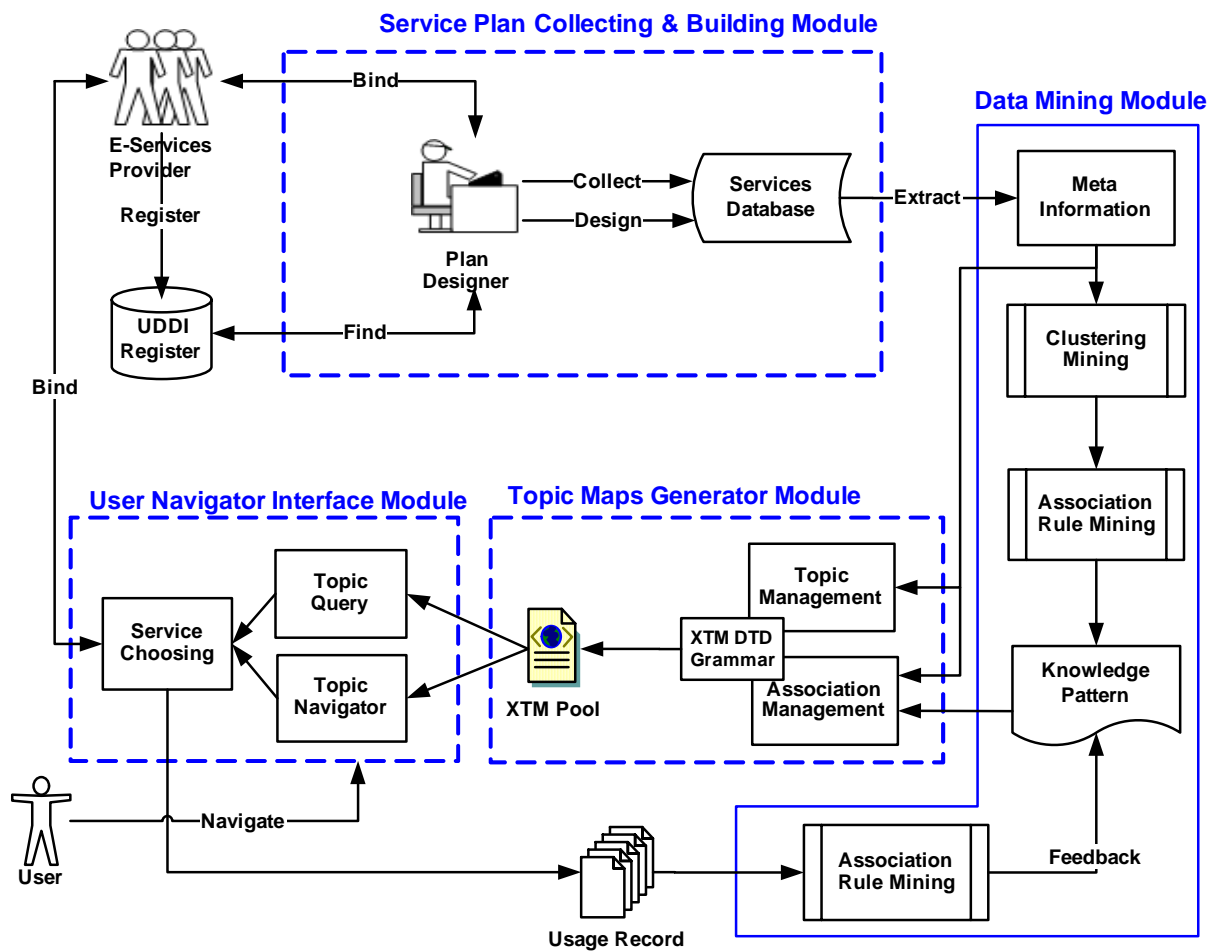 Service Plan Collecting & Building Module
Bind
E-Services
Provider
Register
UDDI
Register
Find
Plan
Designer
Collect
Design
Services
Database
Extract
Data Mining Module
Meta
Information
Clustering
Mining
Association
Rule Mining
Knowledge
Pattern
Bind
User Navigator Interface Module
Service
Choosing
Topic
Query
Topic
Navigator
Topic Maps Generator Module
XTM Pool
XTM DTD
Grammar
Topic
Management
Association
Management
User
Navigate
Usage Record
Association
Rule Mining
Feedback